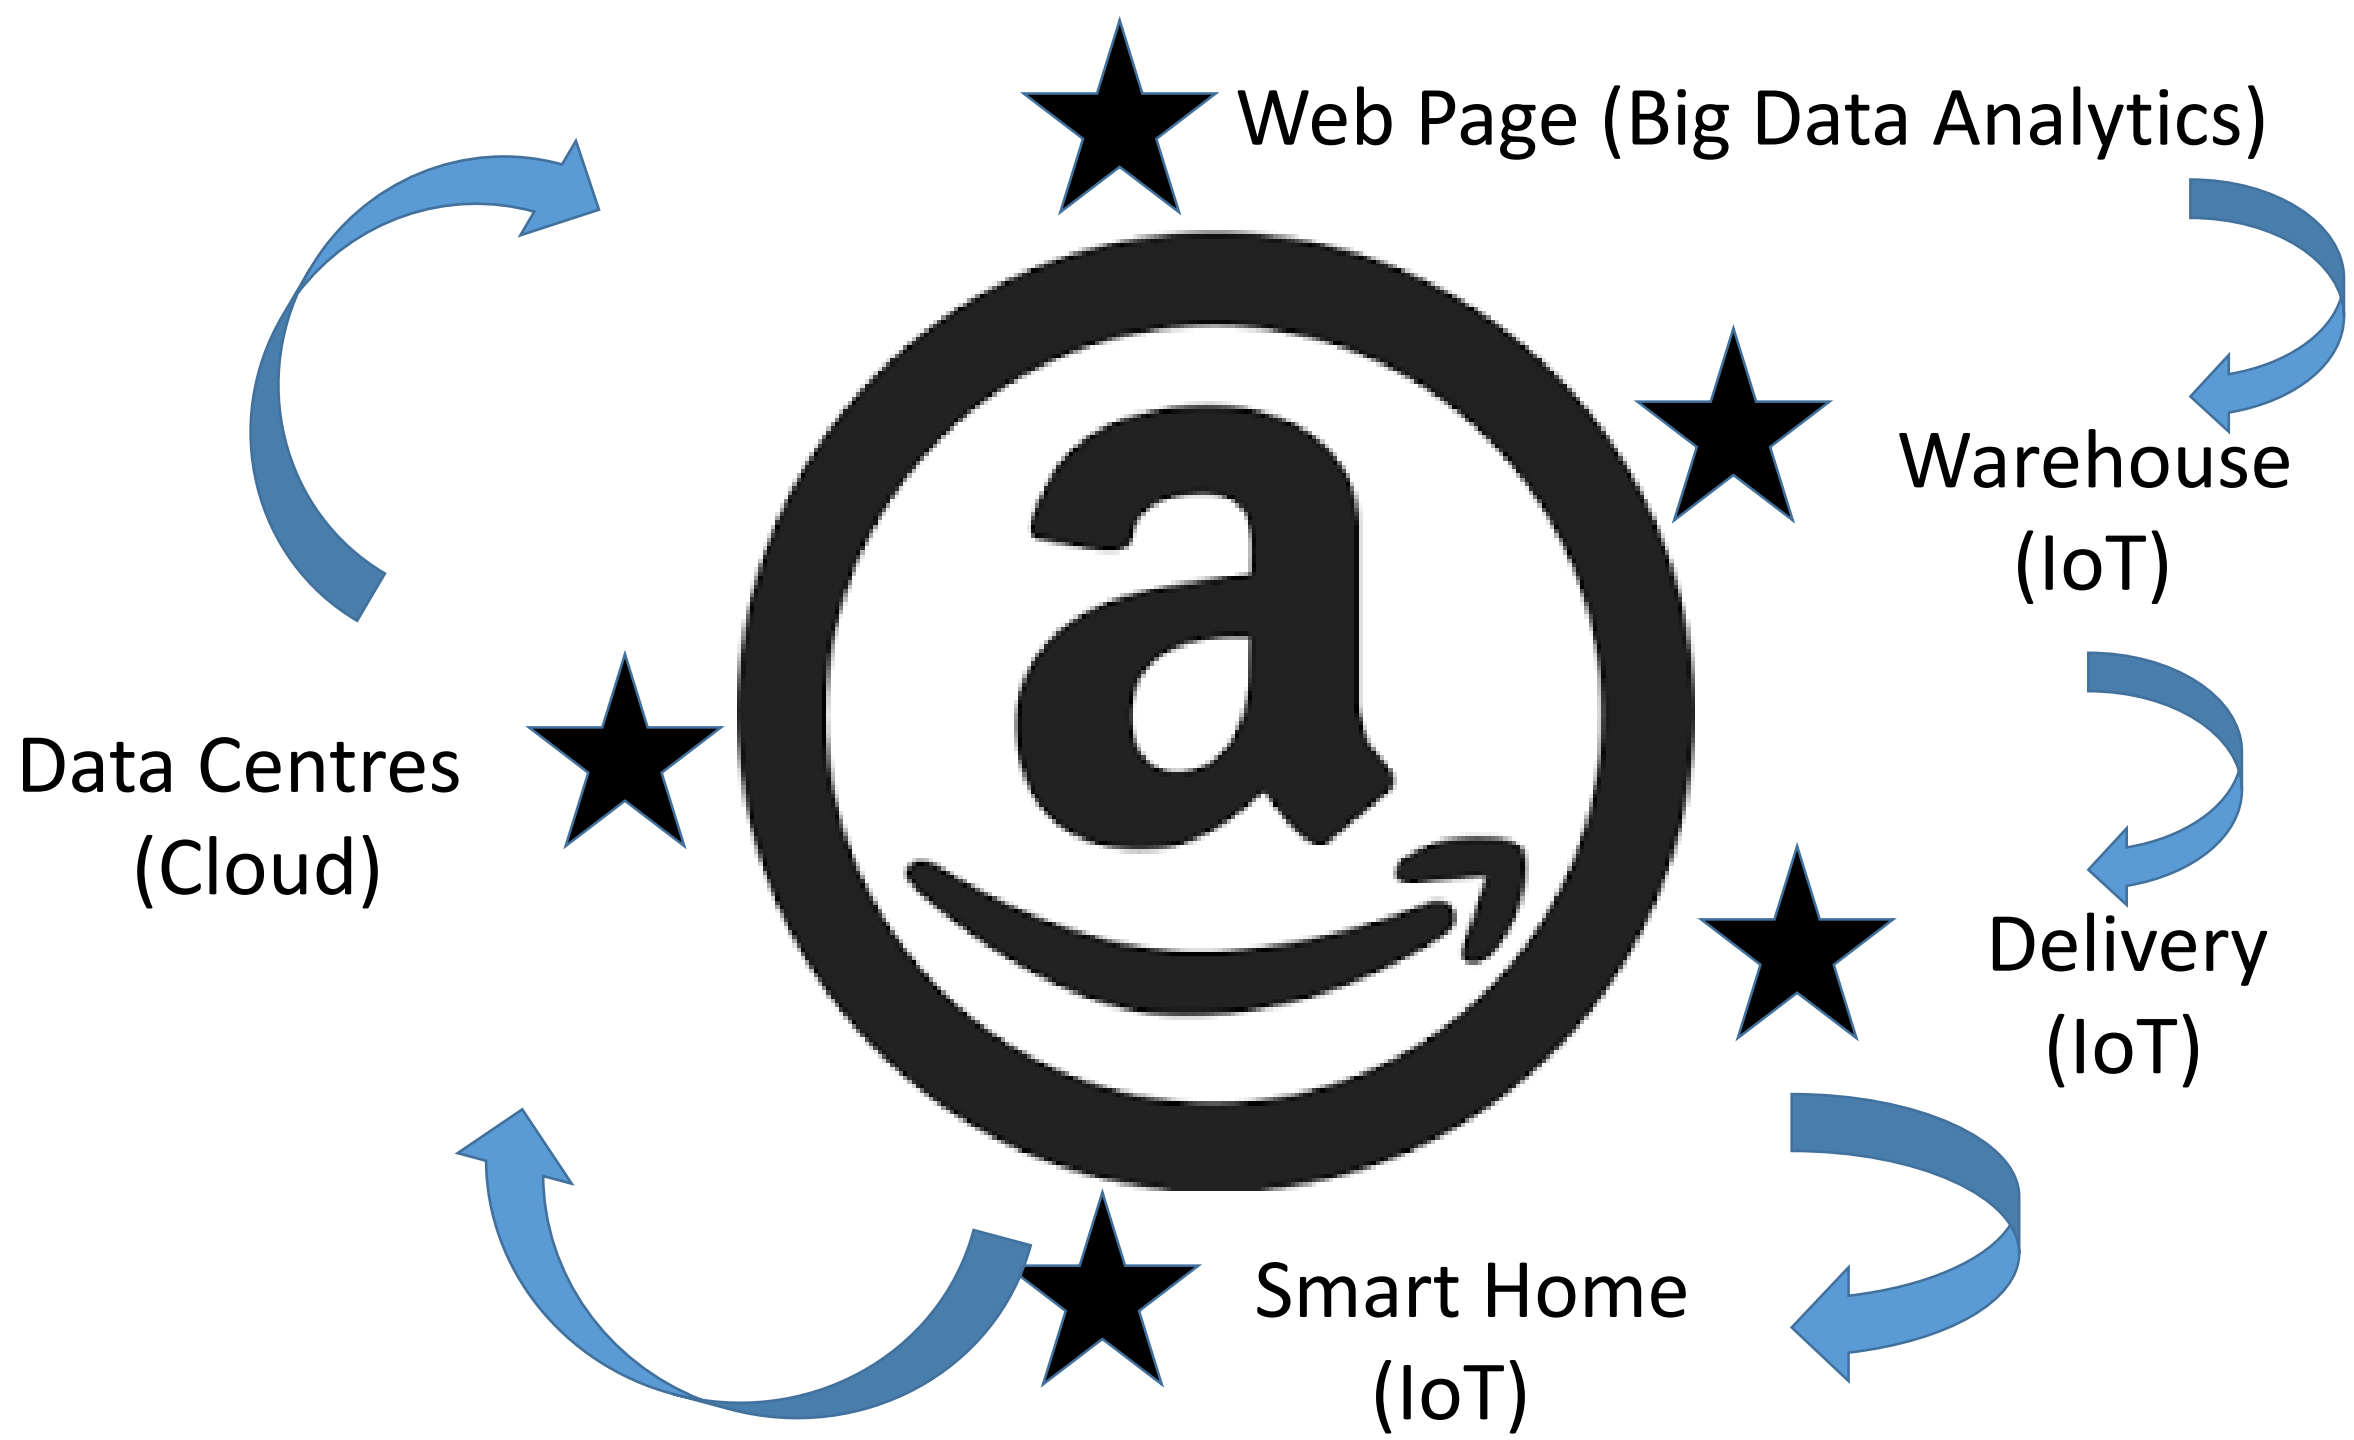 Web Page (Big Data Analytics)
Warehouse
(IoT)
Delivery
(IoT)
Smart Home
(IoT)
Data Centres
(Cloud)
a